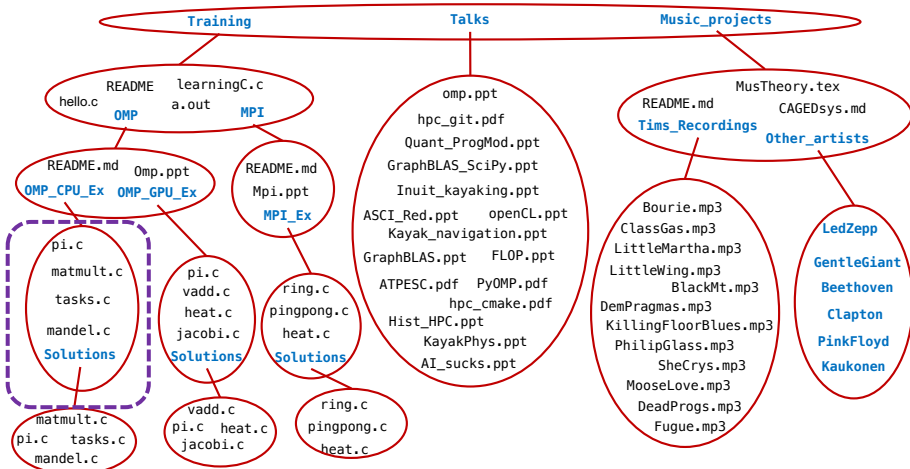 Training
Talks
Music_projects
README
learningC.c
hello.c
a.out
OMP
MPI
README.md
Omp.ppt
OMP_CPU_Ex
OMP_GPU_Ex
README.md
Mpi.ppt
MPI_Ex
pi.c
matmult.c
tasks.c
mandel.c
Solutions
pi.c
vadd.c
heat.c
jacobi.c
Solutions
ring.c
pingpong.c
heat.c
Solutions
matmult.c
pi.c
tasks.c
mandel.c
vadd.c
pi.c
heat.c
jacobi.c
ring.c
pingpong.c
heat.c
omp.ppt
hpc_git.pdf
Quant_ProgMod.ppt
GraphBLAS_SciPy.ppt
Inuit_kayaking.ppt
ASCI_Red.ppt
openCL.ppt
Kayak_navigation.ppt
GraphBLAS.ppt
FLOP.ppt
ATPESC.pdf
PyOMP.pdf
hpc_cmake.pdf
Hist_HPC.ppt
KayakPhys.ppt
AI_sucks.ppt
MusTheory.tex
README.md
CAGEDsys.md
Tims_Recordings
Other_artists
Bourie.mp3
ClassGas.mp3
LittleMartha.mp3
LittleWing.mp3
BlackMt.mp3
DemPragmas.mp3
KillingFloorBlues.mp3
PhilipGlass.mp3
SheCrys.mp3
MooseLove.mp3
DeadProgs.mp3
Fugue.mp3
LedZepp
GentleGiant
Beethoven
Clapton
PinkFloyd
Kaukonen